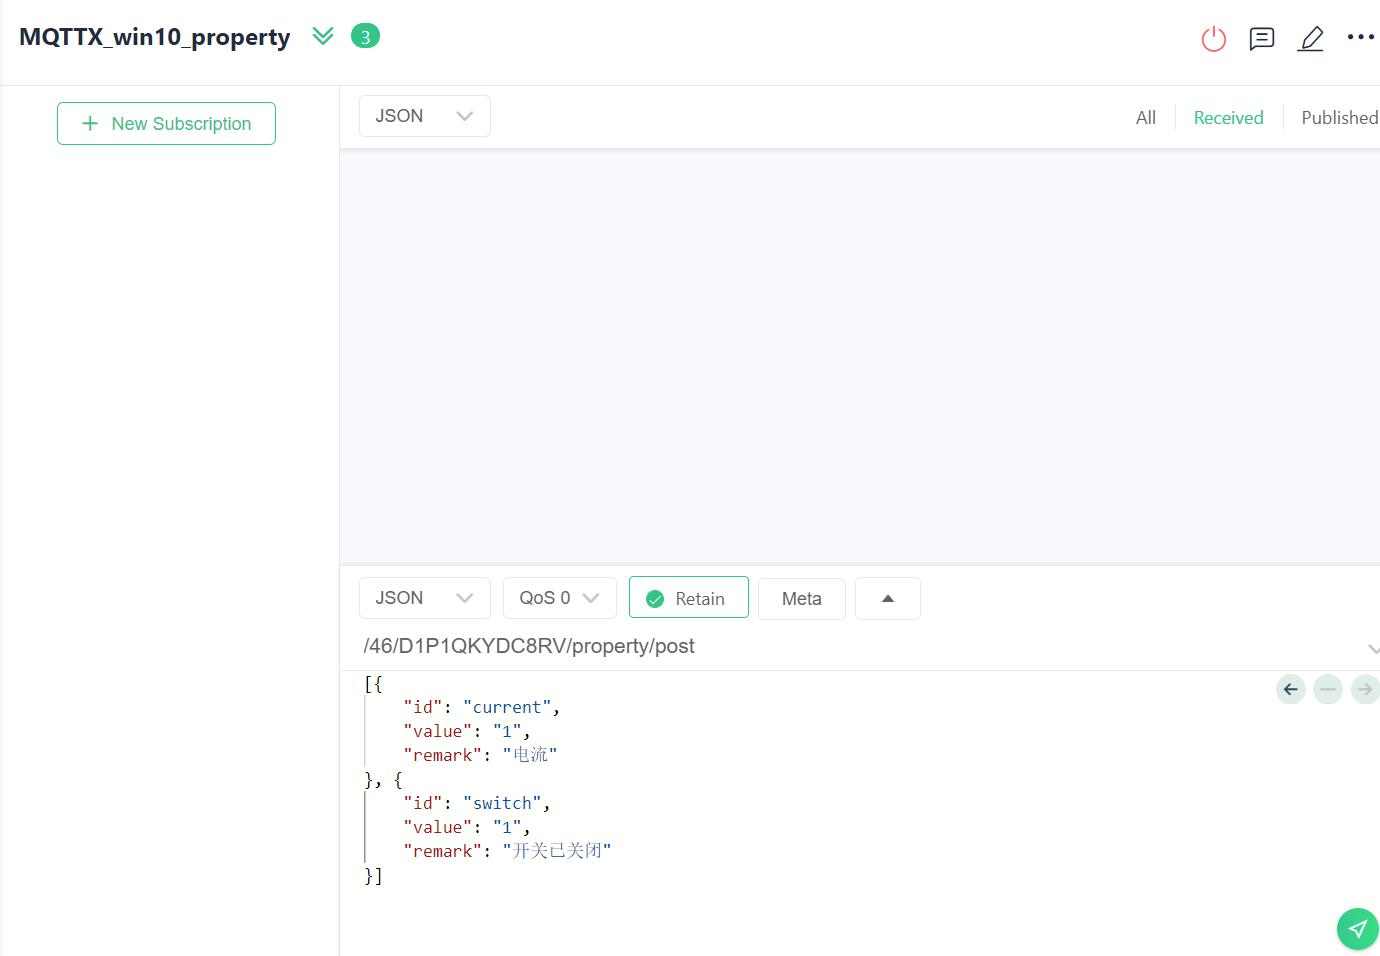 MQTTX_win10_property 3
New Subscription
JSON
All Received Published
JSON QoS 0 Retain Meta
/46/D1P1QKYDC8RV/property/post
[{
"id": "current",
"value": "1",
"remark": "电流"
}, {
"id": "switch",
"value": "1",
"remark": "开关已关闭"
}]